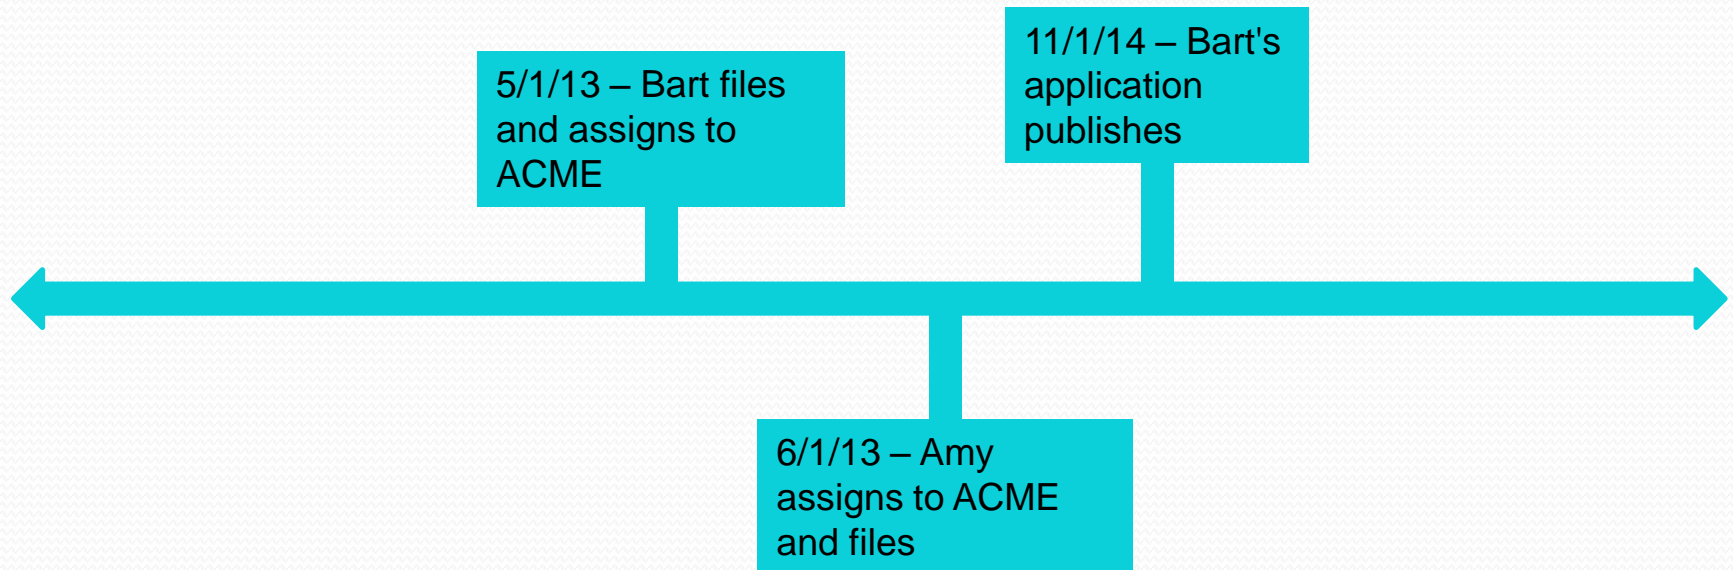 5/1/13 – Bart files
and assigns to
ACME
11/1/14 – Bart's
application
publishes
6/1/13 – Amy
assigns to ACME
and files